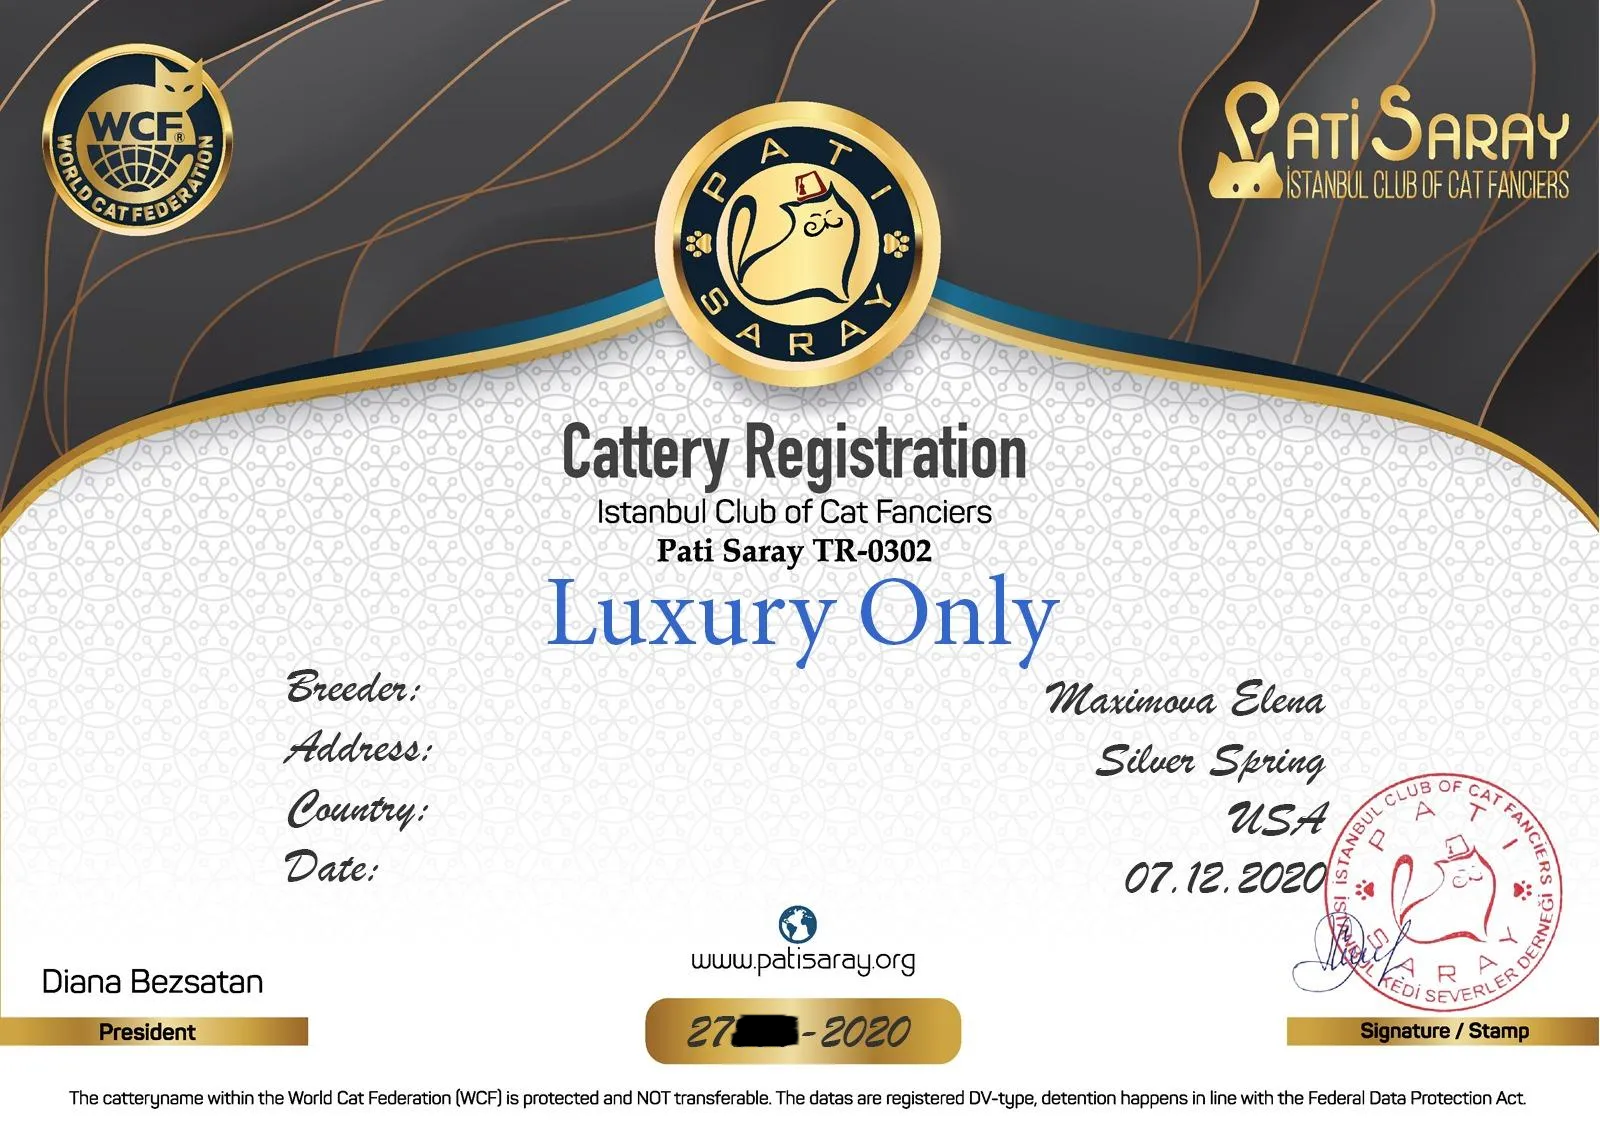 WCF®
WORLD CAT FEDERATION
PATI SARAY
PATİ SARAY
İSTANBUL CLUB OF CAT FANCIERS
Cattery Registration
Istanbul Club of Cat Fanciers
Pati Saray TR-0302
Luxury Only
Breeder: Maximova Elena
Address: Silver Spring
Country: USA
Date: 07.12.2020
İSTANBUL CLUB OF CAT FANCIERS
PATI SARAY
KEDİ SEVERLER DERNEĞİ
www.patisaray.org
Diana Bezsatan
President
27 -2020
Signature / Stamp
The catteryname within the World Cat Federation (WCF) is protected and NOT transferable. The datas are registered DV-type, detention happens in line with the Federal Data Protection Act.